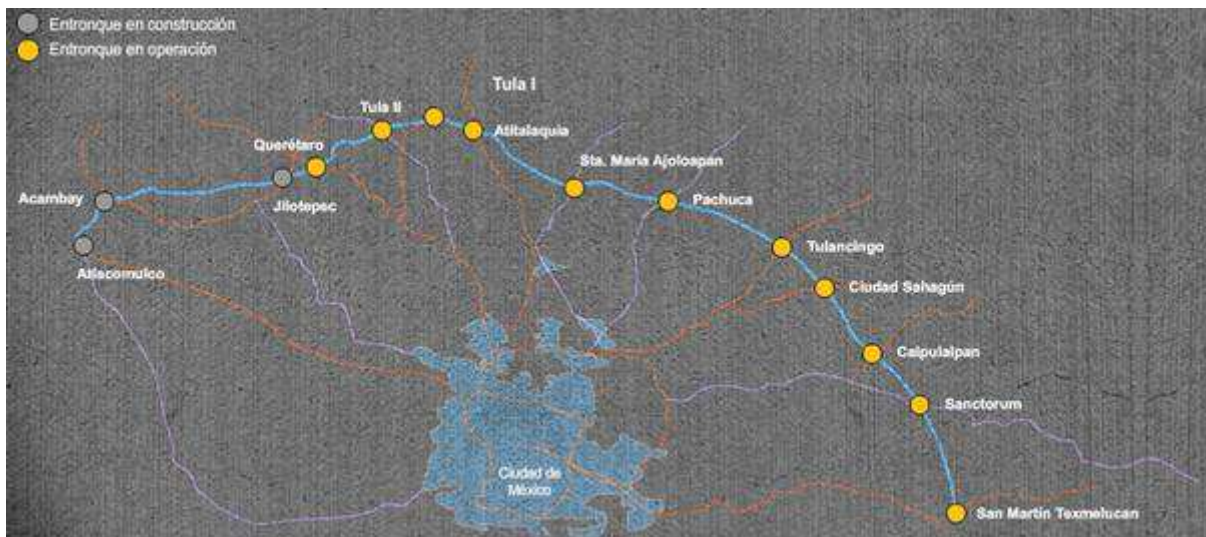 Entronque en construcción
Entronque en operación
Tula I
Tula II
Atitalaquia
Querétaro
Sta. María Ajoloapan
Acambay
Jilotepec
Pachuca
Tulancingo
Atlacomulco
Ciudad Sahagún
Calpulalpan
Sanctorum
Ciudad de
México
San Martín Texmelucan